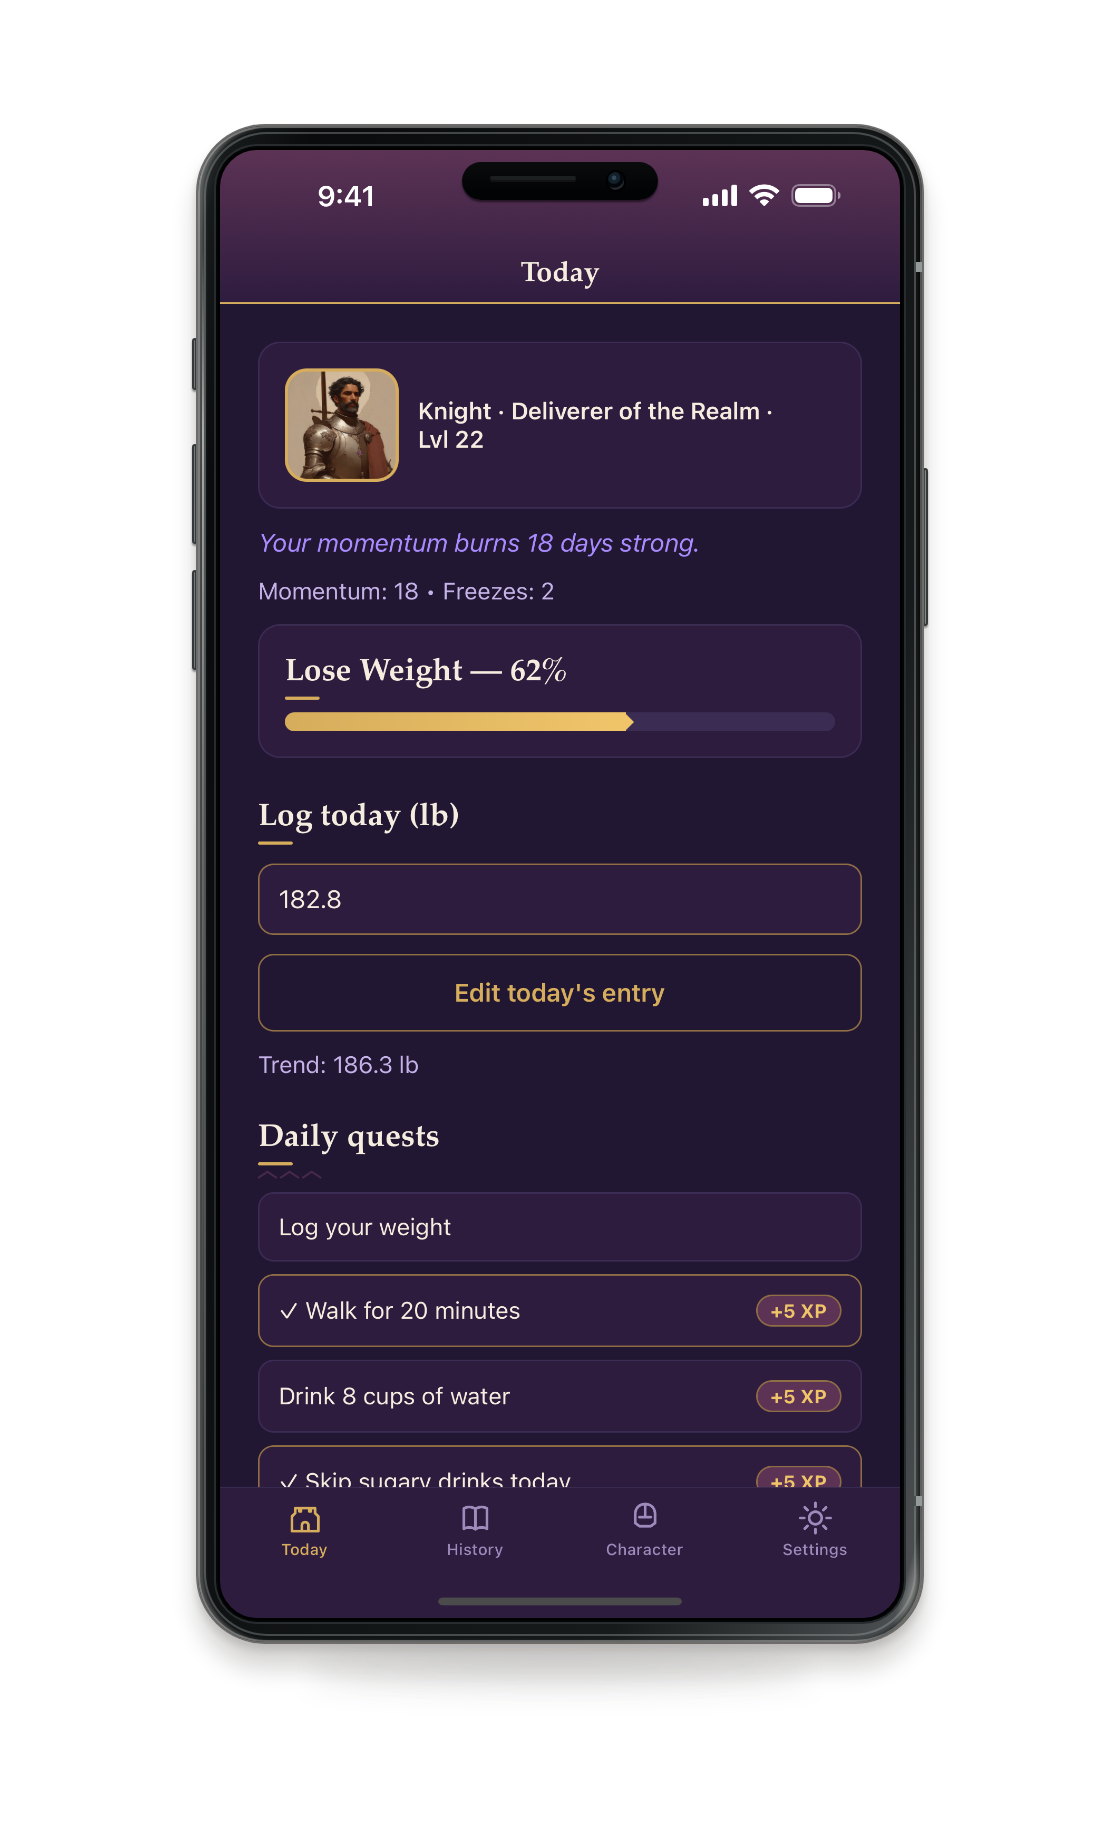 9:41
Today
Knight · Deliverer of the Realm ·
Lvl 22
Your momentum burns 18 days strong.
Momentum: 18 • Freezes: 2
Lose Weight — 62%
Log today (lb)
182.8
Edit today's entry
Trend: 186.3 lb
Daily quests
Log your weight
✓ Walk for 20 minutes +5 XP
Drink 8 cups of water +5 XP
✓ Skip sugary drinks today +5 XP
Today History Character Settings